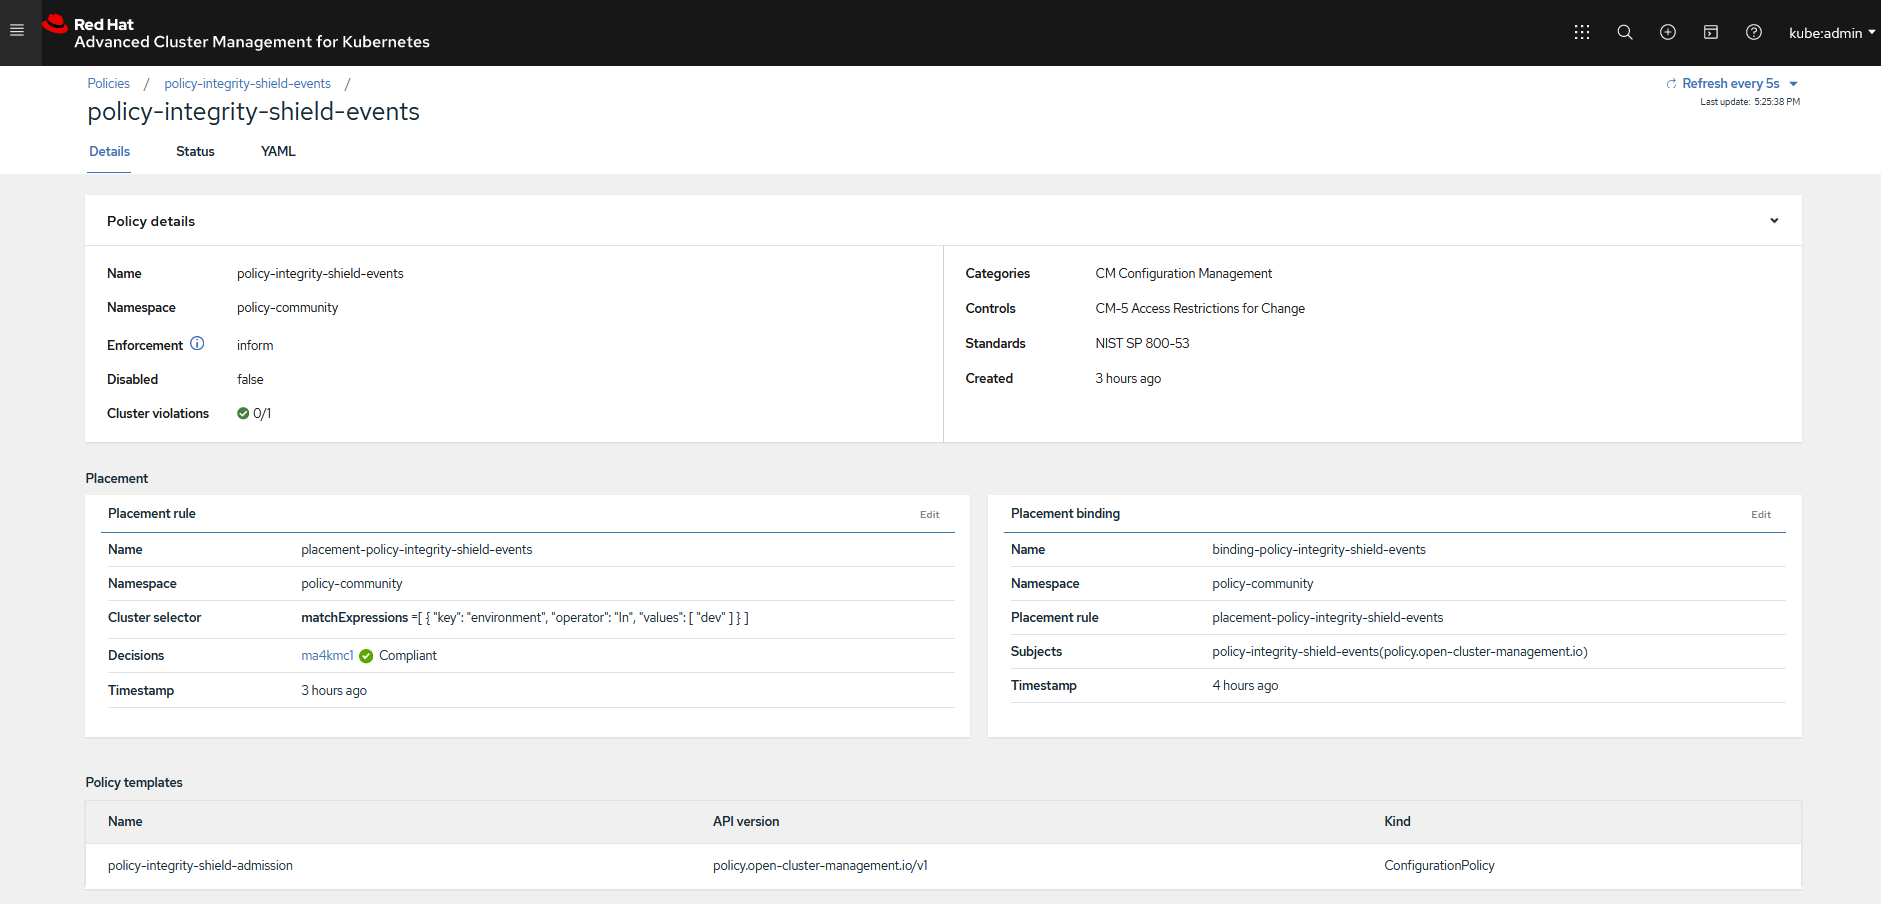 Red Hat
Advanced Cluster Management for Kubernetes
kube:admin
Policies / policy-integrity-shield-events /
Refresh every 5s
policy-integrity-shield-events
Last update: 5:25:38 PM
Details Status YAML
Policy details
Name policy-integrity-shield-events
Namespace policy-community
Enforcement inform
Disabled false
Cluster violations 0/1
Categories CM Configuration Management
Controls CM-5 Access Restrictions for Change
Standards NIST SP 800-53
Created 3 hours ago
Placement
Placement rule Edit
Name placement-policy-integrity-shield-events
Namespace policy-community
Cluster selector matchExpressions =[ { "key": "environment", "operator": "In", "values": [ "dev" ] } ]
Decisions ma4kmc1 Compliant
Timestamp 3 hours ago
Placement binding Edit
Name binding-policy-integrity-shield-events
Namespace policy-community
Placement rule placement-policy-integrity-shield-events
Subjects policy-integrity-shield-events(policy.open-cluster-management.io)
Timestamp 4 hours ago
Policy templates
Name API version Kind
policy-integrity-shield-admission policy.open-cluster-management.io/v1 ConfigurationPolicy